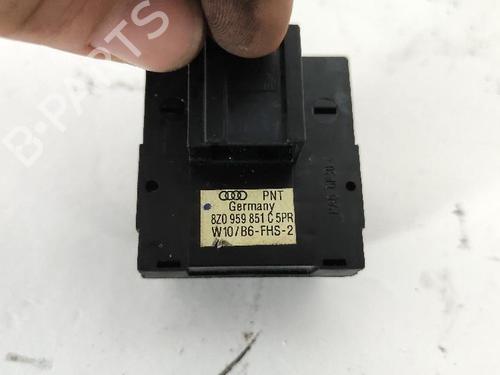 B-PARTS
PNT
Germany
8Z0 959 851 C 5PR
W10/B6-FHS-2